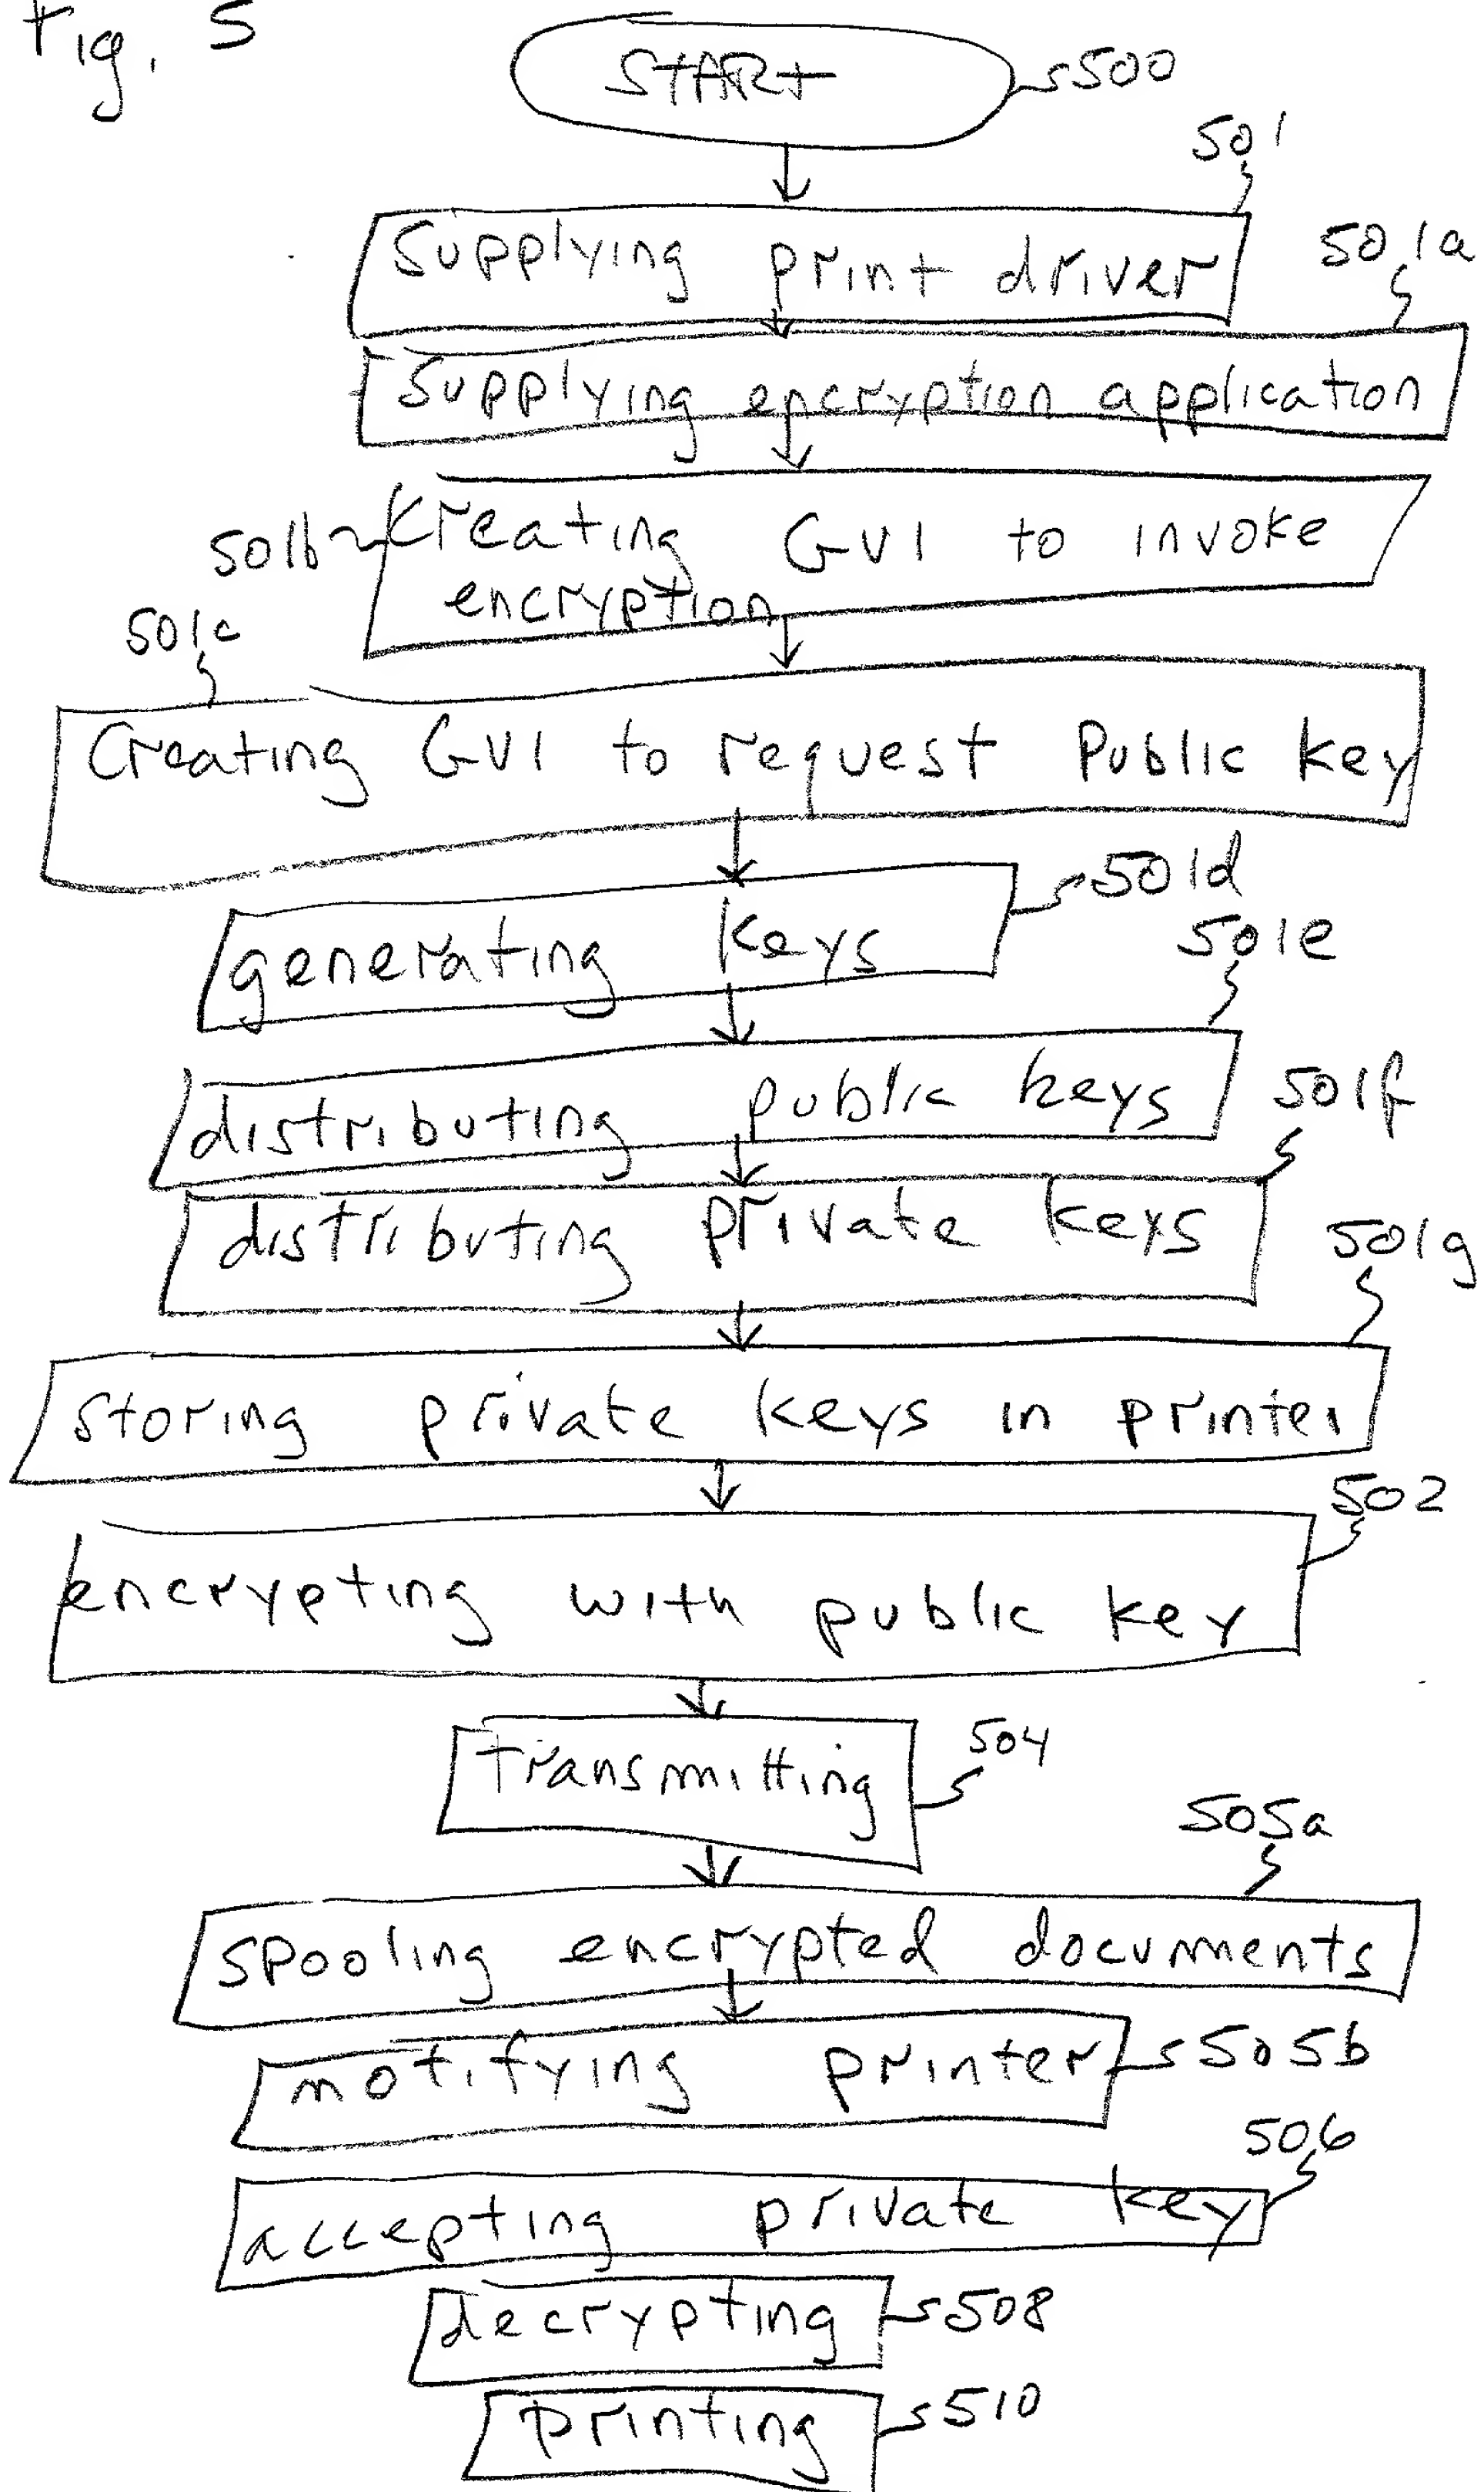 Fig. 5
START 500
501
Supplying print driver
501a
Supplying encryption application
501b Creating GUI to invoke
encryption
501c
Creating GUI to request Public key
501d
generating keys
501e
distributing public keys
501f
distributing private keys
501g
storing private keys in printer
502
encrypting with public key
504
Transmitting
505a
spooling encrypted documents
notifying printer 505b
506
accepting private key
decrypting 508
printing 510